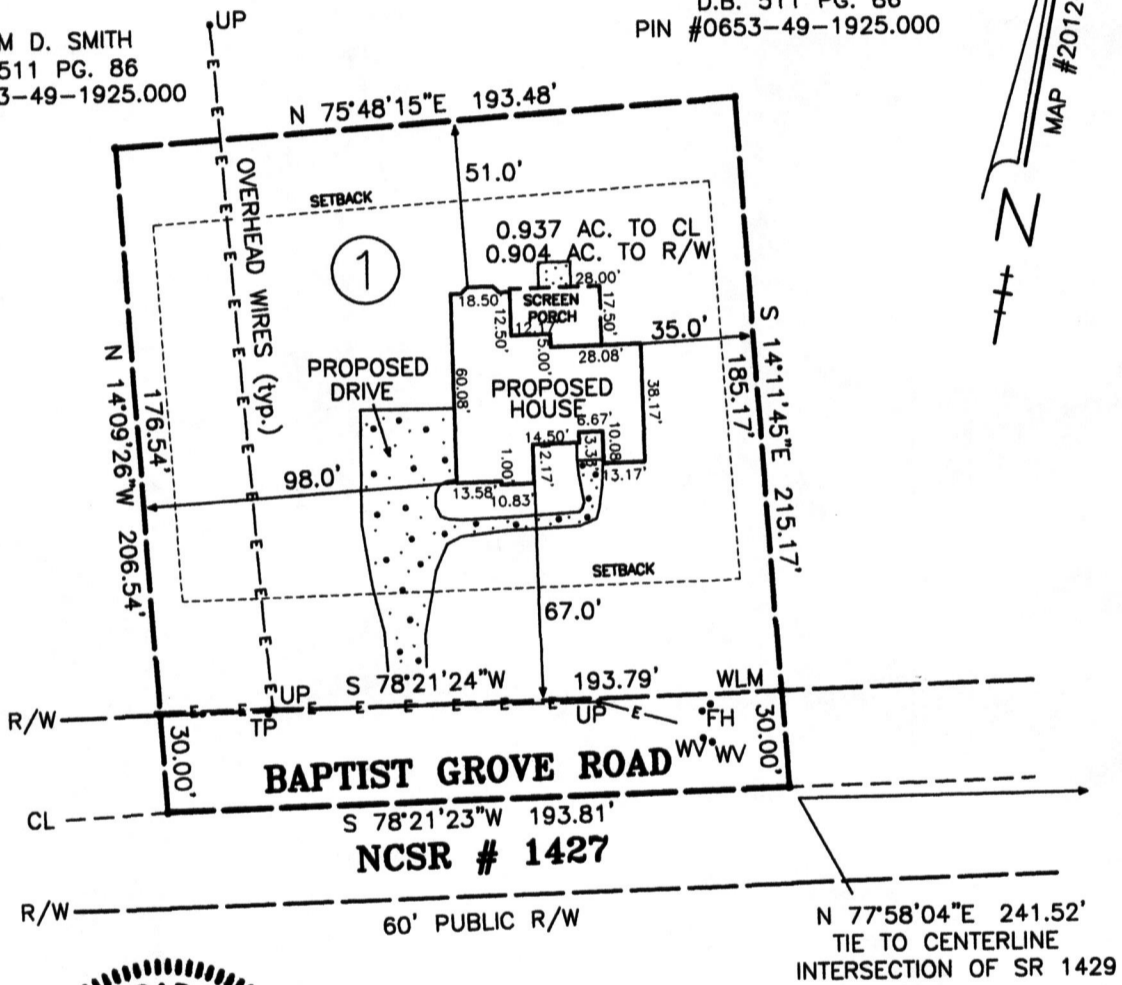 UP
M D. SMITH
511 PG. 86
3-49-1925.000
D.B. 511 PG. 86
PIN #0653-49-1925.000
MAP #2012
N
N 75°48'15"E 193.48'
51.0'
SETBACK
OVERHEAD WIRES (typ.)
1
0.937 AC. TO CL
0.904 AC. TO R/W
28.00'
18.50'
SCREEN
PORCH
17.50'
12.50'
12.17'
5.00'
28.08'
35.0'
S 14°11'45"E 215.17'
185.17'
N 14°09'26"W 206.54'
176.54'
PROPOSED
DRIVE
60.08'
PROPOSED
HOUSE
38.17'
6.67'
14.50'
10.08'
3.38'
12.17'
1.00'
13.17'
98.0'
13.58'
10.83'
SETBACK
67.0'
S 78°21'24"W 193.79'
WLM
UP
R/W
TP
UP
FH
WV
WV
E
30.00'
30.00'
BAPTIST GROVE ROAD
CL
S 78°21'23"W 193.81'
NCSR # 1427
R/W
60' PUBLIC R/W
N 77°58'04"E 241.52'
TIE TO CENTERLINE
INTERSECTION OF SR 1429